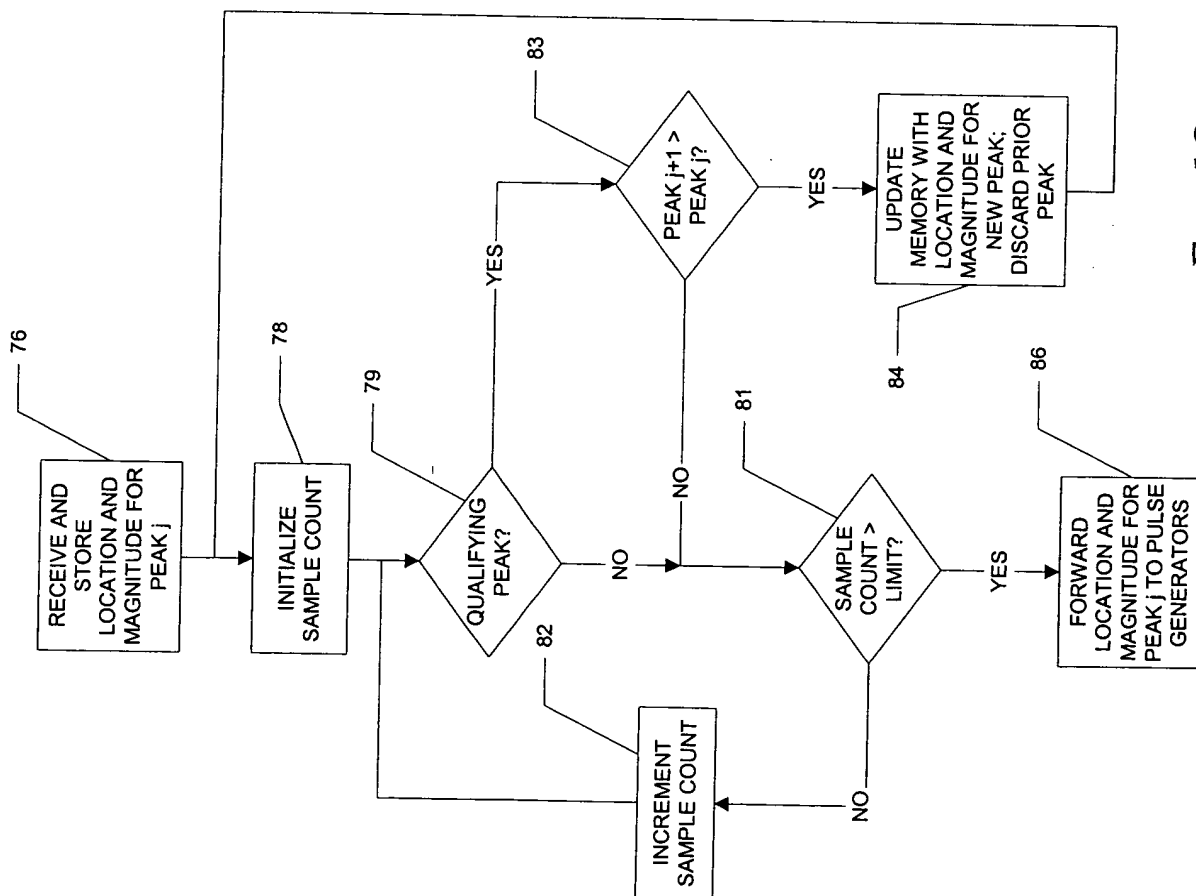 76
RECEIVE AND
STORE
LOCATION AND
MAGNITUDE FOR
PEAK j
78
INITIALIZE
SAMPLE COUNT
79
QUALIFYING
PEAK?
YES
NO
83
PEAK j+1 >
PEAK j?
NO
YES
84
UPDATE
MEMORY WITH
LOCATION AND
MAGNITUDE FOR
NEW PEAK;
DISCARD PRIOR
PEAK
81
SAMPLE
COUNT >
LIMIT?
NO
YES
82
INCREMENT
SAMPLE COUNT
86
FORWARD
LOCATION AND
MAGNITUDE FOR
PEAK j TO PULSE
GENERATORS